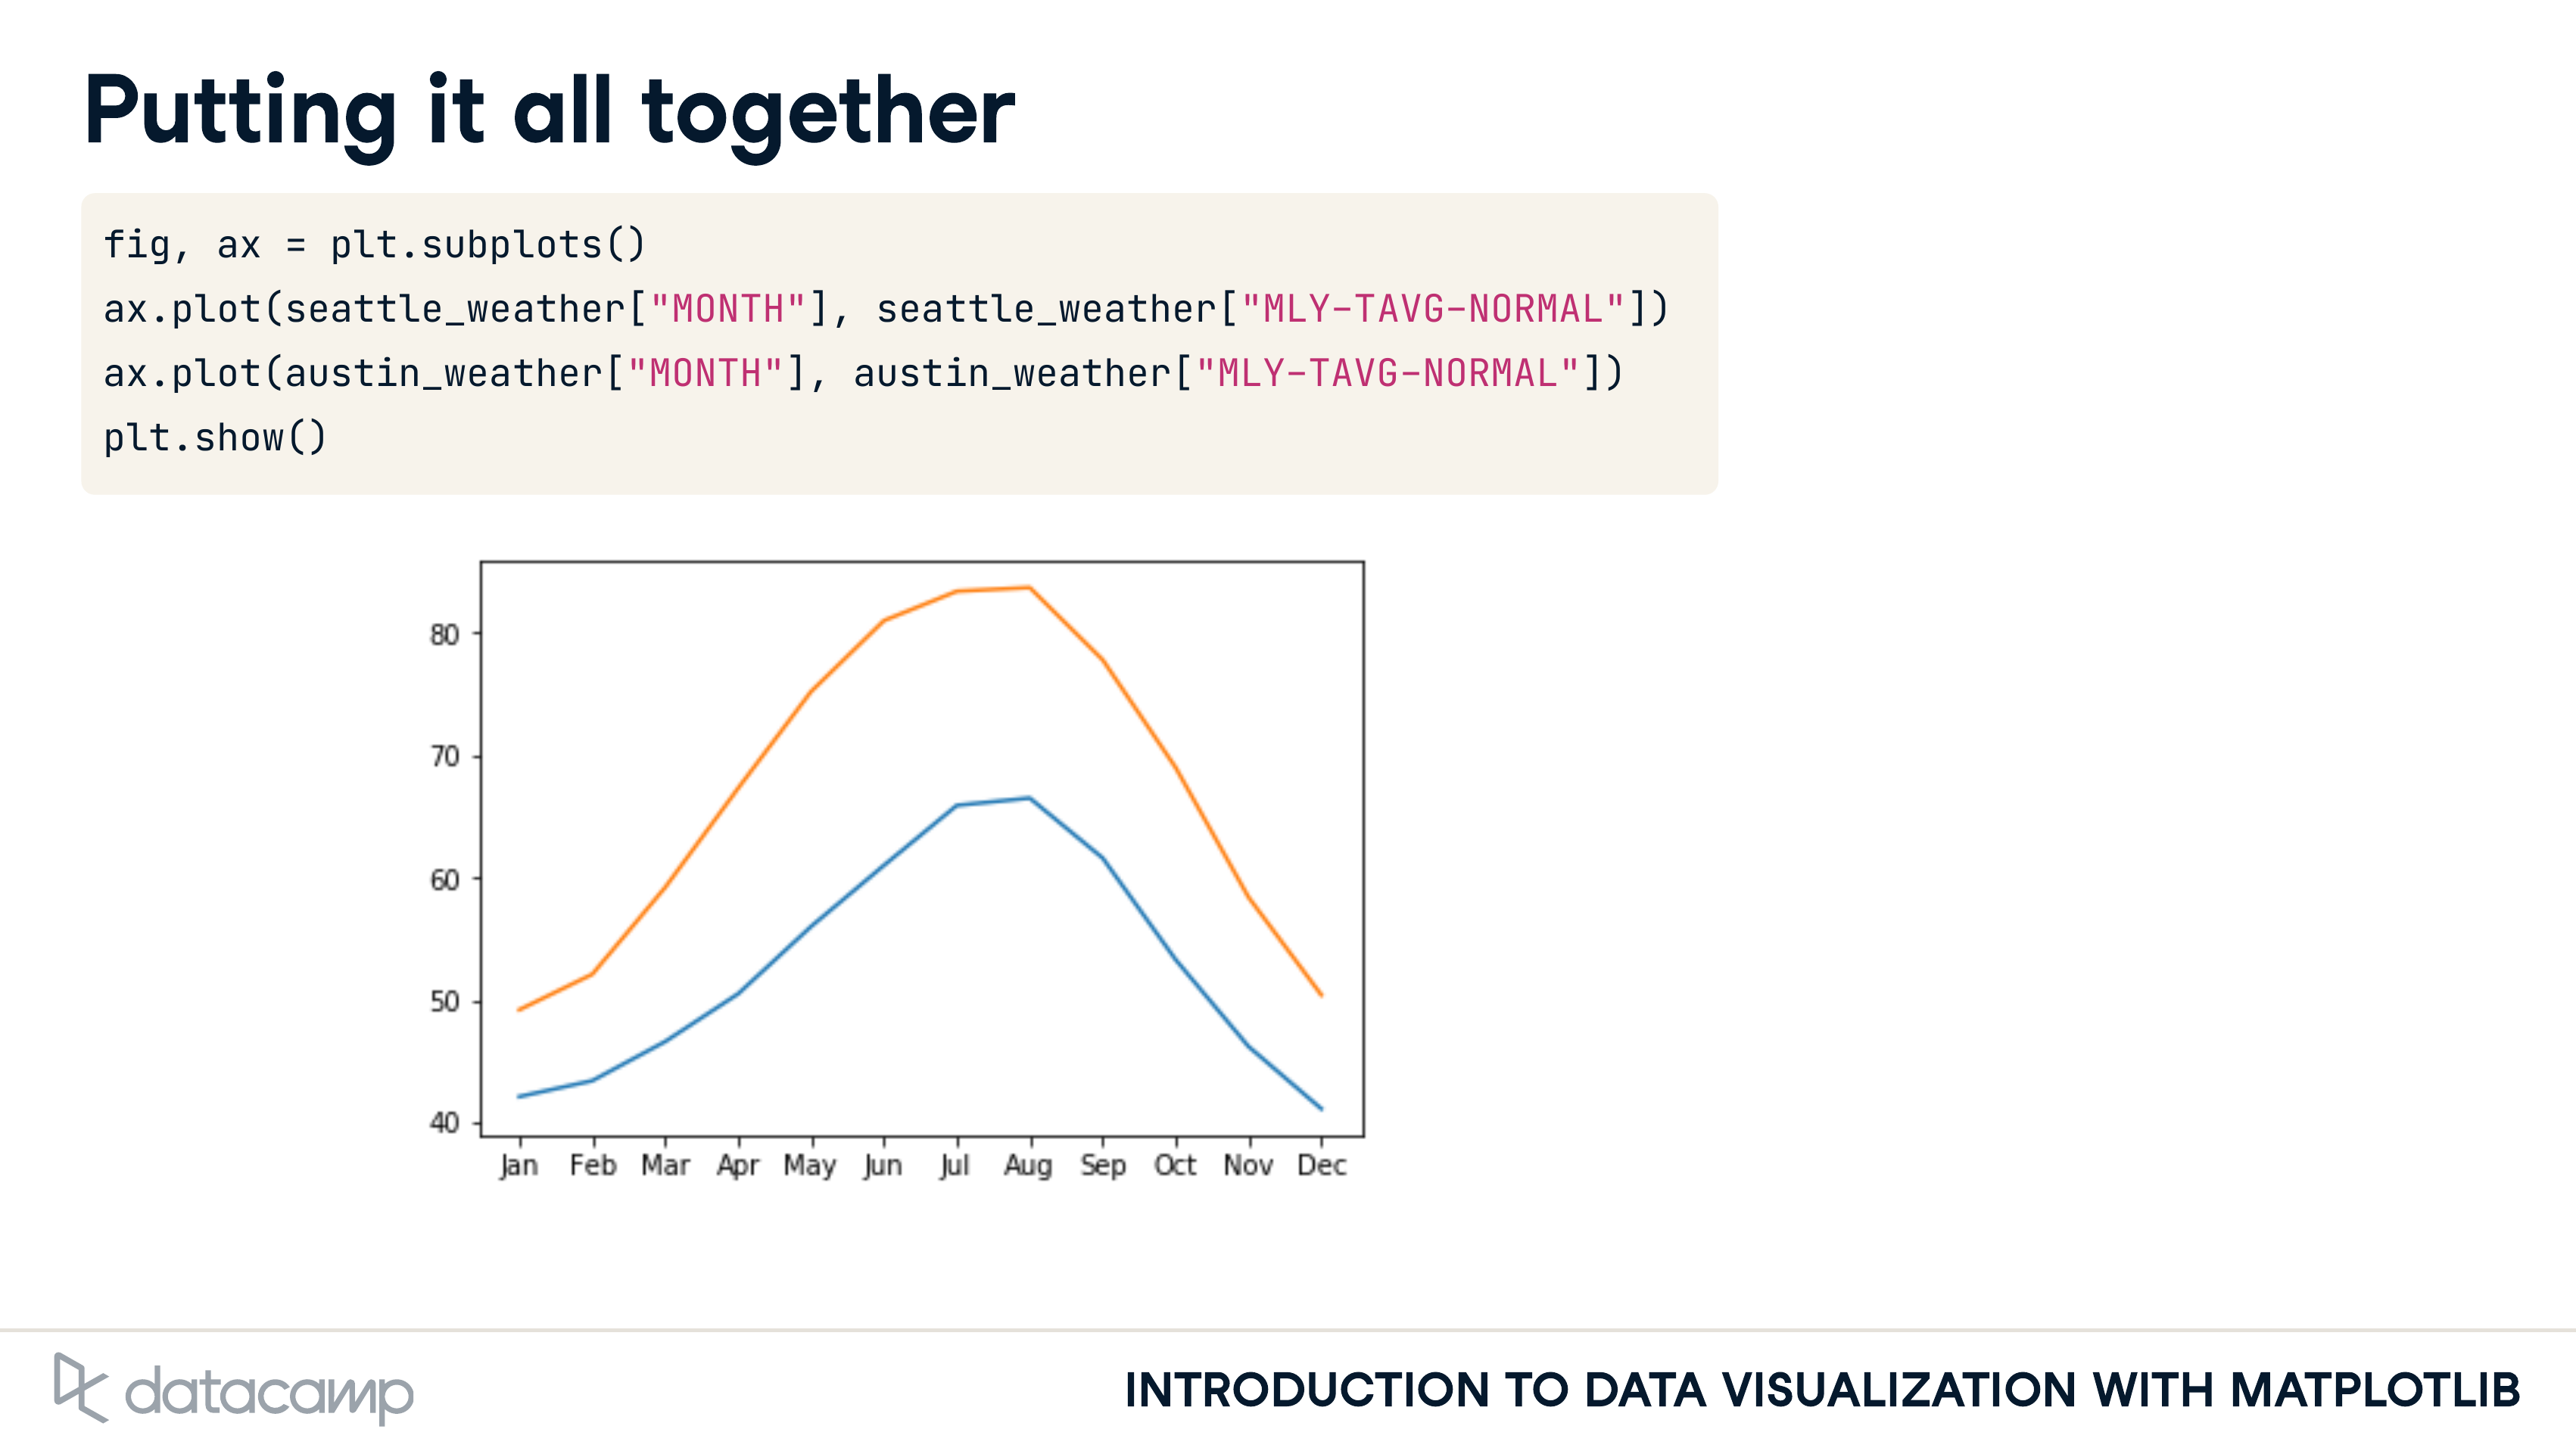 Putting it all together
fig, ax = plt.subplots()
ax.plot(seattle_weather["MONTH"], seattle_weather["MLY-TAVG-NORMAL"])
ax.plot(austin_weather["MONTH"], austin_weather["MLY-TAVG-NORMAL"])
plt.show()
80
70
60
50
40
Jan Feb Mar Apr May Jun Jul Aug Sep Oct Nov Dec
datacamp
INTRODUCTION TO DATA VISUALIZATION WITH MATPLOTLIB